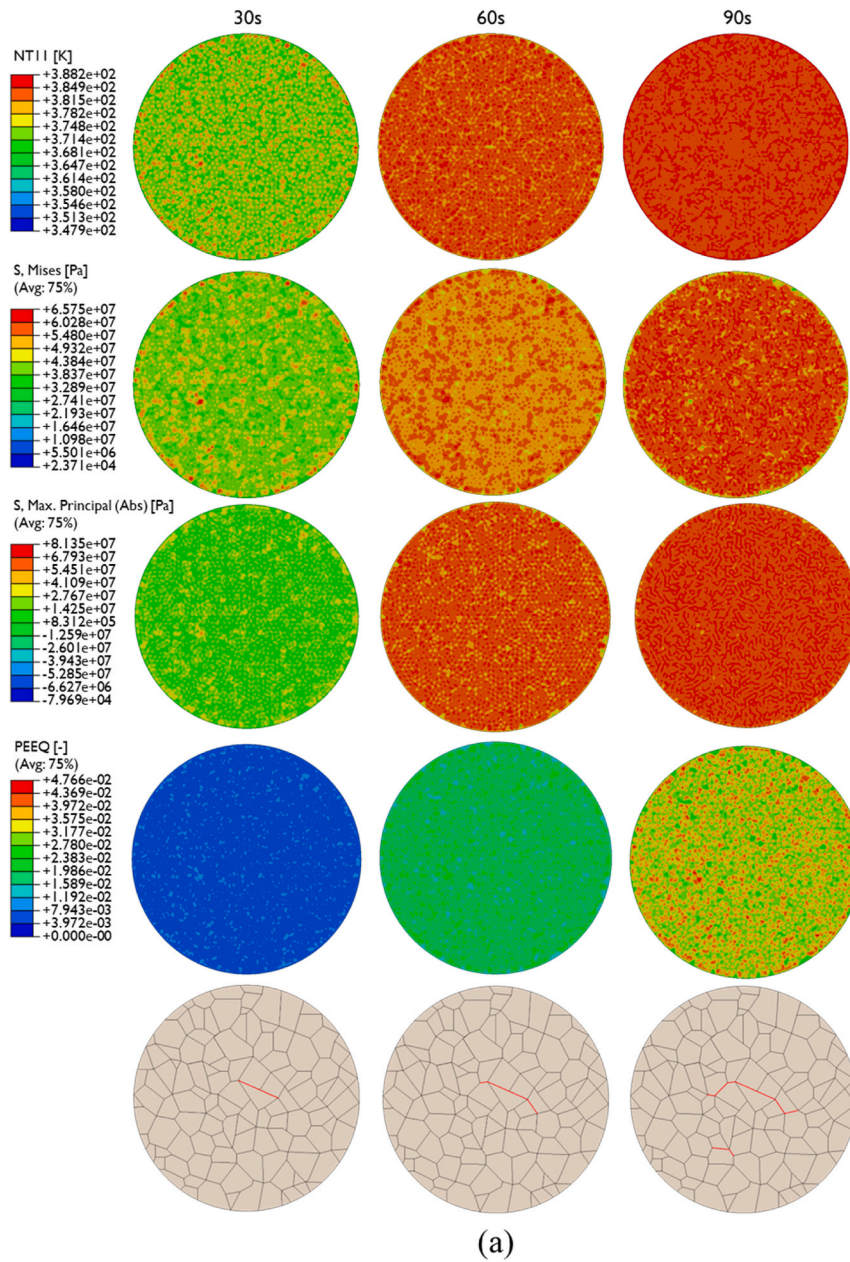 30s
60s
90s
NT11 [K]
+3.882e+02
+3.849e+02
+3.815e+02
+3.782e+02
+3.748e+02
+3.714e+02
+3.681e+02
+3.647e+02
+3.614e+02
+3.580e+02
+3.546e+02
+3.513e+02
+3.479e+02
S, Mises [Pa]
(Avg: 75%)
+6.575e+07
+6.028e+07
+5.480e+07
+4.932e+07
+4.384e+07
+3.837e+07
+3.289e+07
+2.741e+07
+2.193e+07
+1.646e+07
+1.098e+07
+5.501e+06
+2.371e+04
S, Max. Principal (Abs) [Pa]
(Avg: 75%)
+8.135e+07
+6.793e+07
+5.451e+07
+4.109e+07
+2.767e+07
+1.425e+07
+8.312e+05
-1.259e+07
-2.601e+07
-3.943e+07
-5.285e+07
-6.627e+06
-7.969e+04
PEEQ [-]
(Avg: 75%)
+4.766e-02
+4.369e-02
+3.972e-02
+3.575e-02
+3.177e-02
+2.780e-02
+2.383e-02
+1.986e-02
+1.589e-02
+1.192e-02
+7.943e-03
+3.972e-03
+0.000e-00
(a)